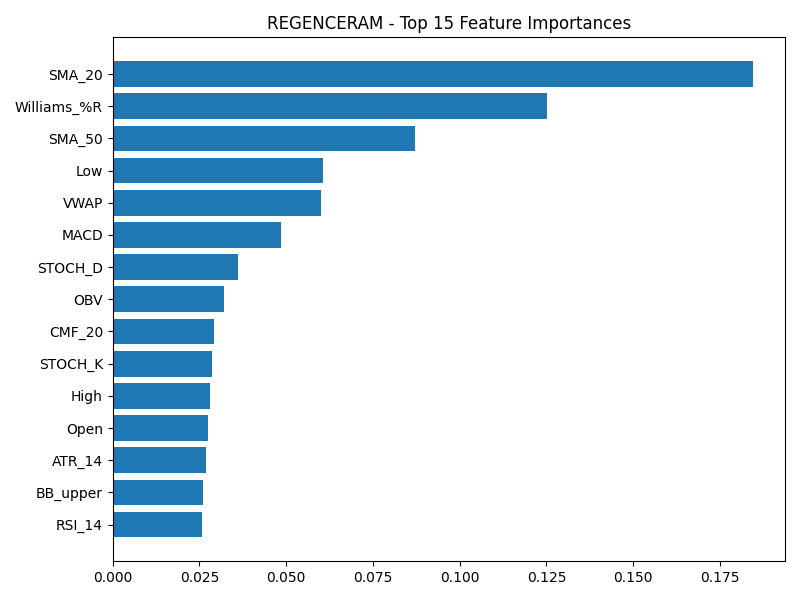 REGENCERAM - Top 15 Feature Importances
SMA_20
Williams_%R
SMA_50
Low
VWAP
MACD
STOCH_D
OBV
CMF_20
STOCH_K
High
Open
ATR_14
BB_upper
RSI_14
0.000 0.025 0.050 0.075 0.100 0.125 0.150 0.175